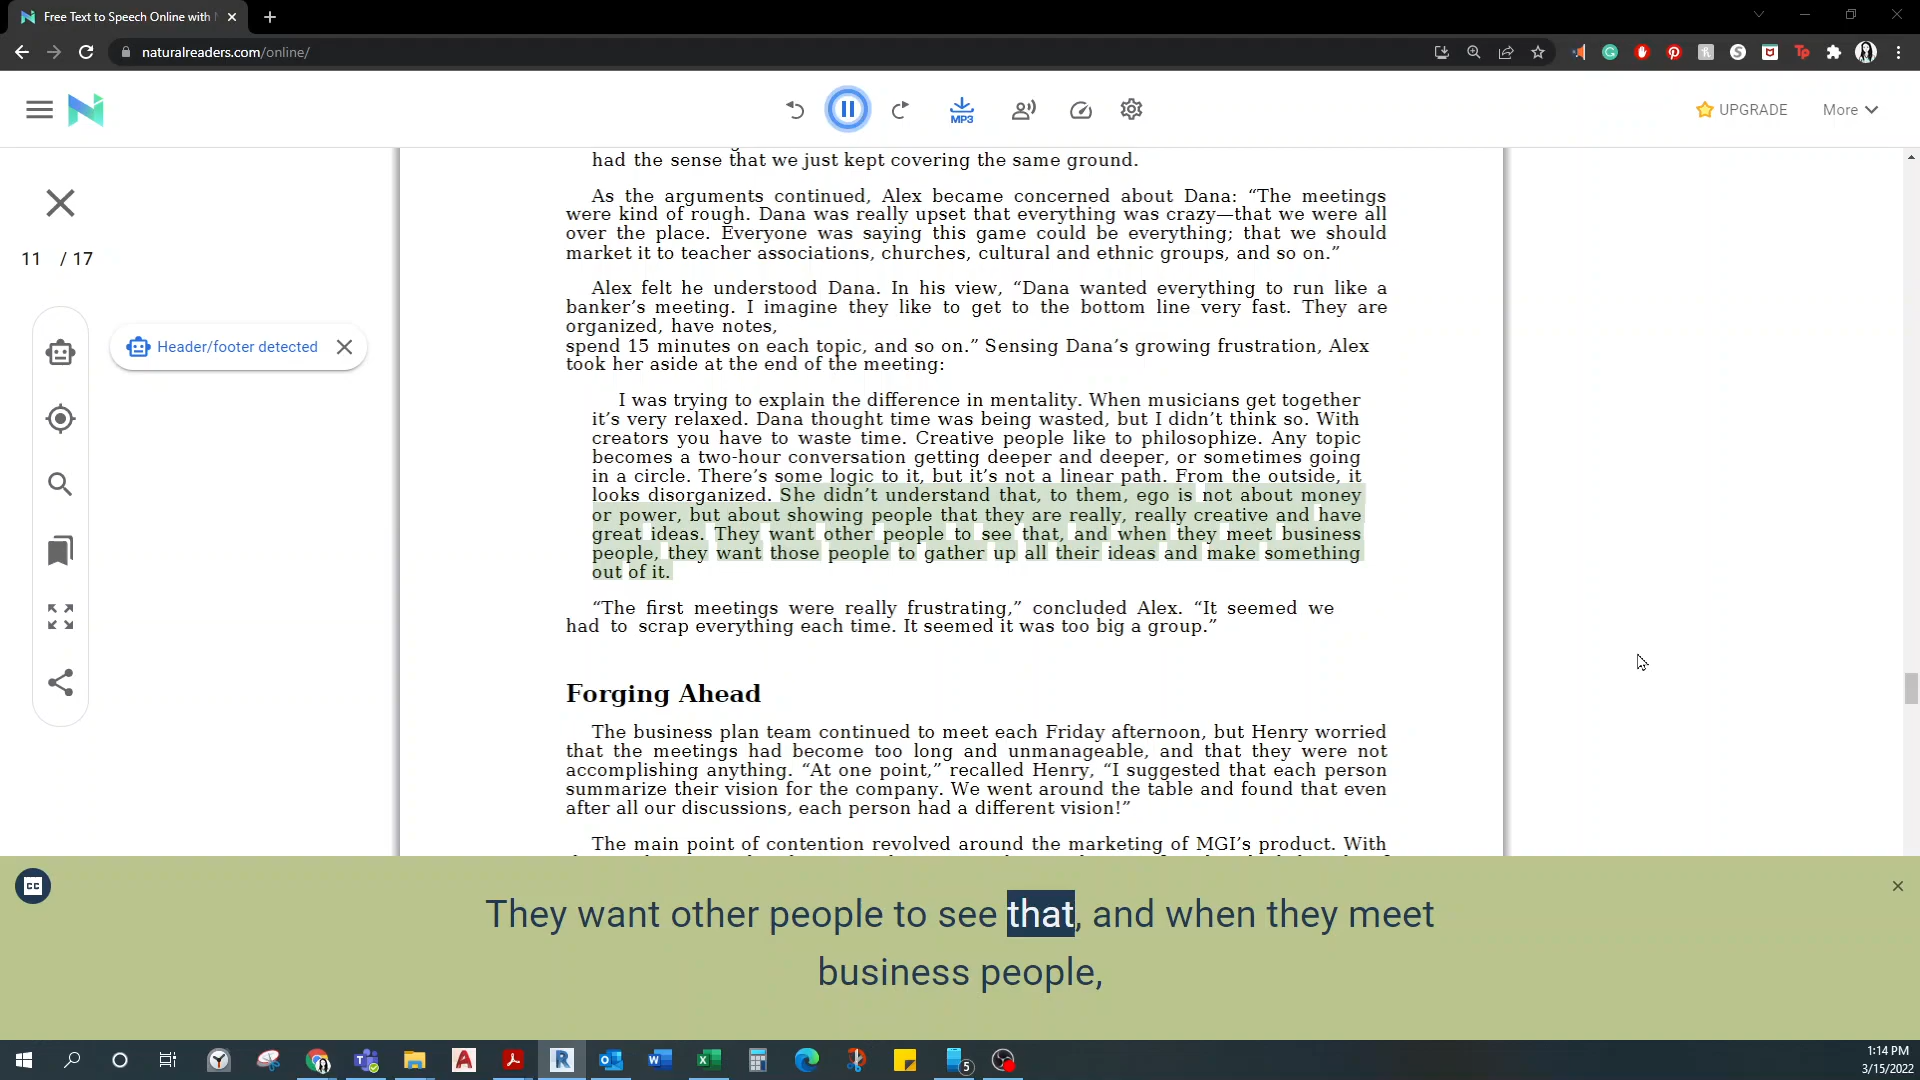 Free Text to Speech Online with
naturalreaders.com/online/
MP3
UPGRADE
More
11 / 17
Header/footer detected
had the sense that we just kept covering the same ground.
As the arguments continued, Alex became concerned about Dana: “The meetings
were kind of rough. Dana was really upset that everything was crazy—that we were all
over the place. Everyone was saying this game could be everything; that we should
market it to teacher associations, churches, cultural and ethnic groups, and so on.”
Alex felt he understood Dana. In his view, “Dana wanted everything to run like a
banker’s meeting. I imagine they like to get to the bottom line very fast. They are
organized, have notes,
spend 15 minutes on each topic, and so on.” Sensing Dana’s growing frustration, Alex
took her aside at the end of the meeting:
I was trying to explain the difference in mentality. When musicians get together
it’s very relaxed. Dana thought time was being wasted, but I didn’t think so. With
creators you have to waste time. Creative people like to philosophize. Any topic
becomes a two-hour conversation getting deeper and deeper, or sometimes going
in a circle. There’s some logic to it, but it’s not a linear path. From the outside, it
looks disorganized. She didn’t understand that, to them, ego is not about money
or power, but about showing people that they are really, really creative and have
great ideas. They want other people to see that, and when they meet business
people, they want those people to gather up all their ideas and make something
out of it.
“The first meetings were really frustrating,” concluded Alex. “It seemed we
had to scrap everything each time. It seemed it was too big a group.”
Forging Ahead
The business plan team continued to meet each Friday afternoon, but Henry worried
that the meetings had become too long and unmanageable, and that they were not
accomplishing anything. “At one point,” recalled Henry, “I suggested that each person
summarize their vision for the company. We went around the table and found that even
after all our discussions, each person had a different vision!”
The main point of contention revolved around the marketing of MGI’s product. With
CC
They want other people to see that, and when they meet
business people,
5
1:14 PM
3/15/2022